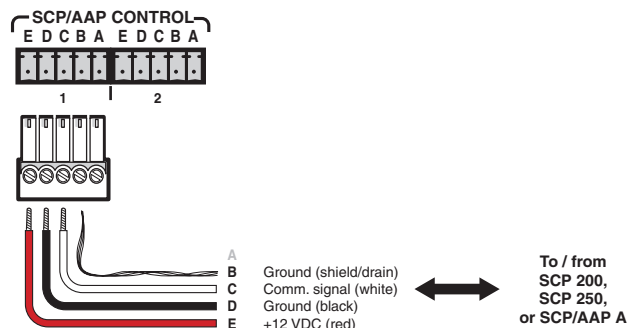 SCP/AAP CONTROL
E D C B A E D C B A
1 2
A
B Ground (shield/drain)
C Comm. signal (white)
D Ground (black)
E +12 VDC (red)
To / from
SCP 200,
SCP 250,
or SCP/AAP A